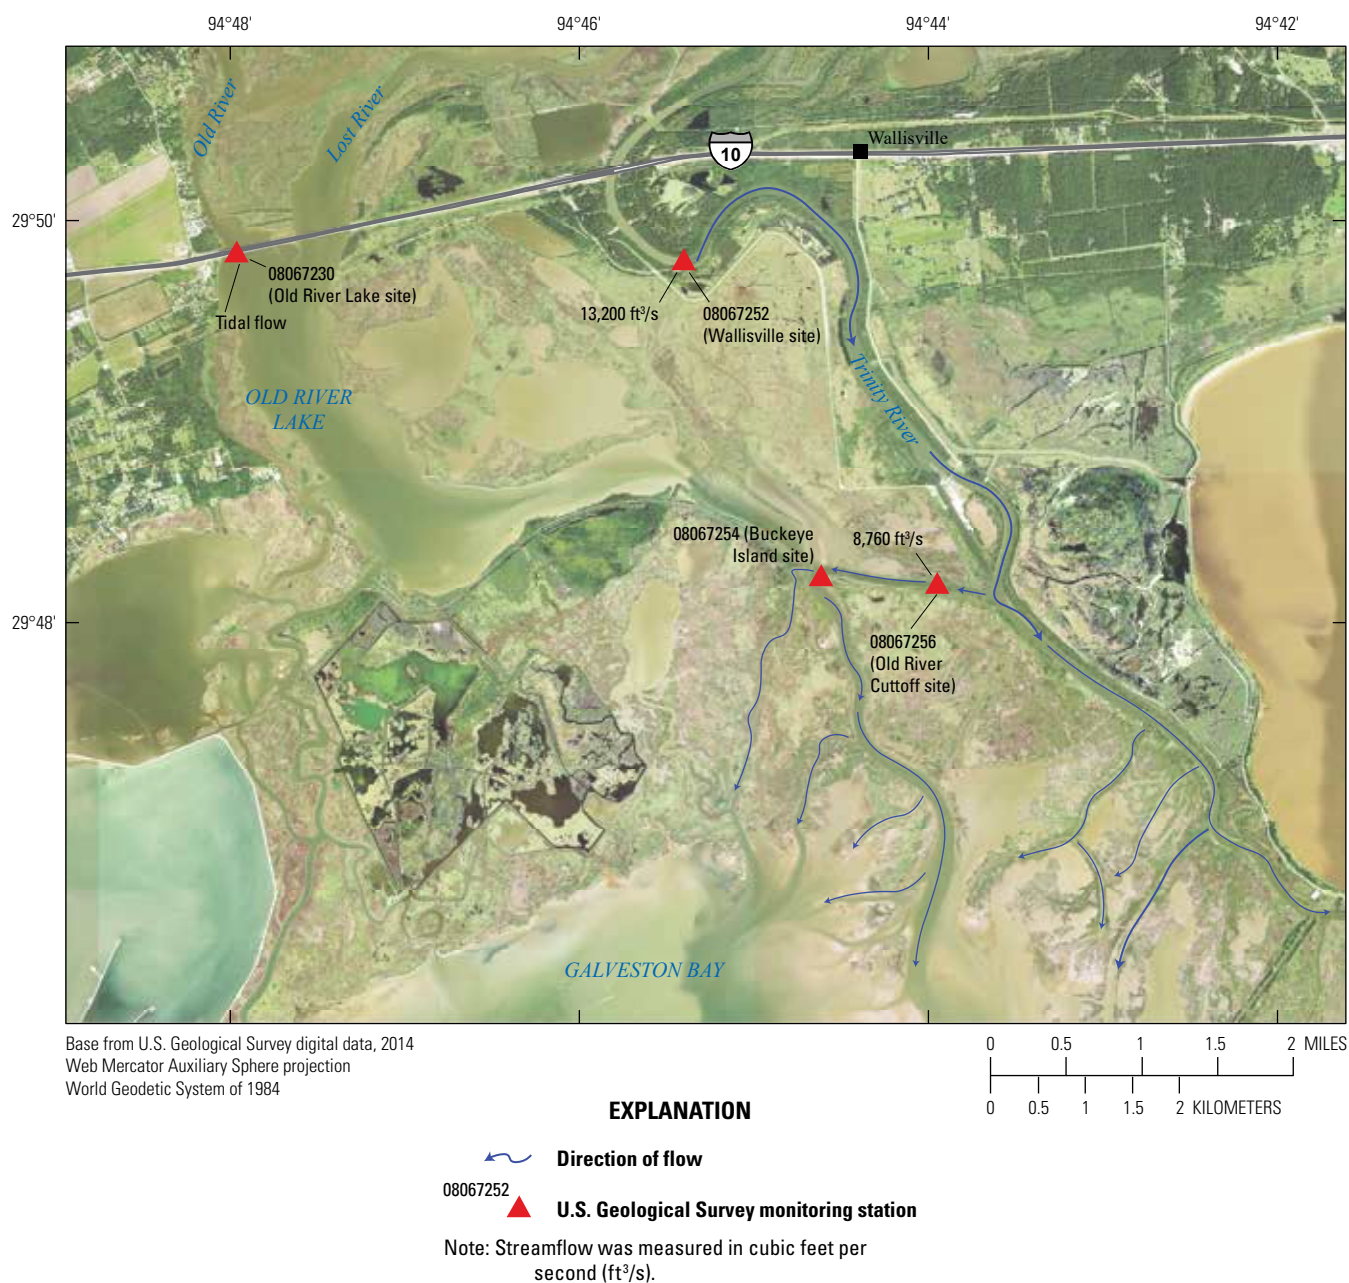 94°48'
94°46'
94°44'
94°42'
Old River
Lost River
10
Wallisville
29°50'
08067230
(Old River Lake site)
Tidal flow
13,200 ft³/s
08067252
(Wallisville site)
OLD RIVER
LAKE
Trinity River
08067254 (Buckeye
Island site)
8,760 ft³/s
29°48'
08067256
(Old River
Cuttoff site)
GALVESTON BAY
Base from U.S. Geological Survey digital data, 2014
Web Mercator Auxiliary Sphere projection
World Geodetic System of 1984
0 0.5 1 1.5 2 MILES
0 0.5 1 1.5 2 KILOMETERS
EXPLANATION
Direction of flow
08067252
U.S. Geological Survey monitoring station
Note: Streamflow was measured in cubic feet per
second (ft³/s).